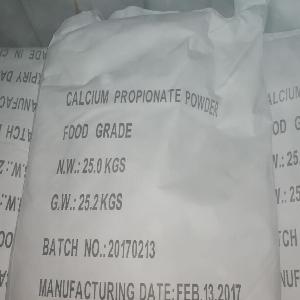 CALCIUM PROPIONATE POWDER
FOOD GRADE
N.W.: 25.0 KGS
G.W.: 25.2 KGS
BATCH NO.: 20170213
MANUFACTURING DATE: FEB.13.2017